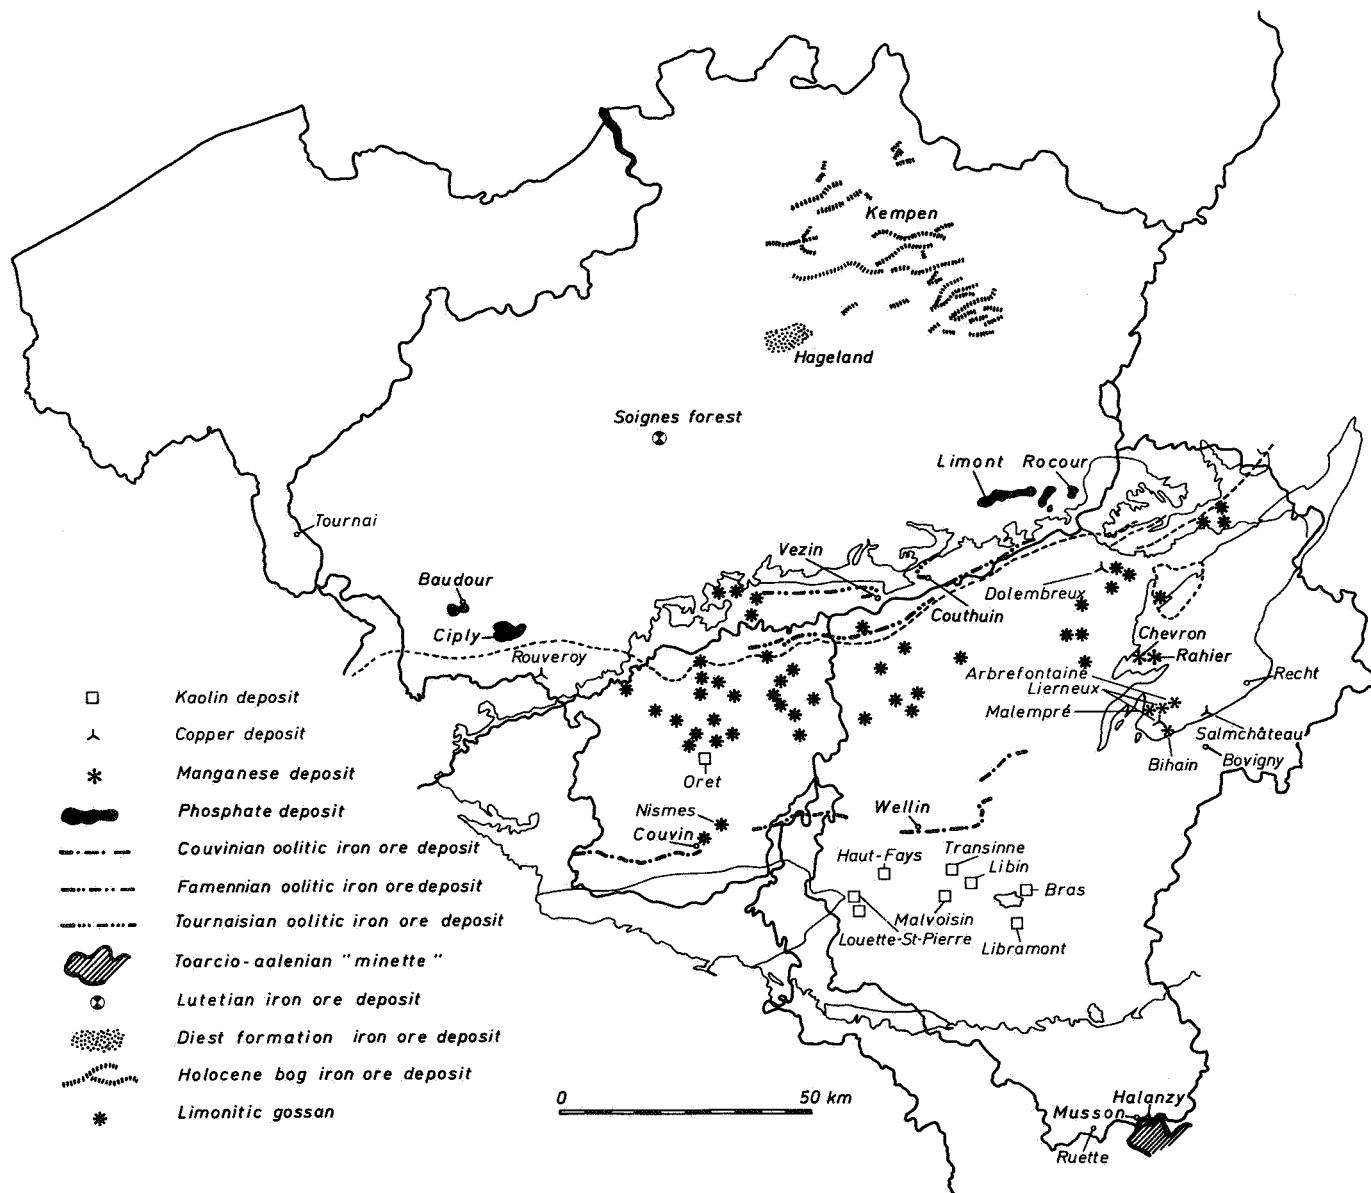 Kempen
Hageland
Soignes forest
Limont Rocour
Tournai
Vezin
Baudour
Dolembreux
Couthuin
Ciply
Chevron
Rouveroy
Rahier
Arbrefontaine
Recht
Lierneux
Malempré
Salmchâteau
Bihain
Bovigny
Oret
Nismes
Wellin
Couvin
Transinne
Haut-Fays
Libin
Bras
Malvoisin
Louette-St-Pierre
Libramont
Kaolin deposit
Copper deposit
Manganese deposit
Phosphate deposit
Couvinian oolitic iron ore deposit
Famennian oolitic iron ore deposit
Tournaisian oolitic iron ore deposit
Toarcio-aalenian "minette"
Lutetian iron ore deposit
Diest formation iron ore deposit
Holocene bog iron ore deposit
Limonitic gossan
0 50 km
Halanzy
Musson
Ruette